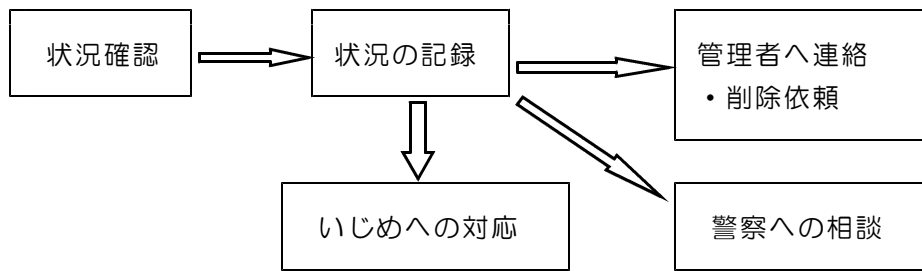 状況確認
状況の記録
管理者へ連絡
・削除依頼
いじめへの対応
警察への相談